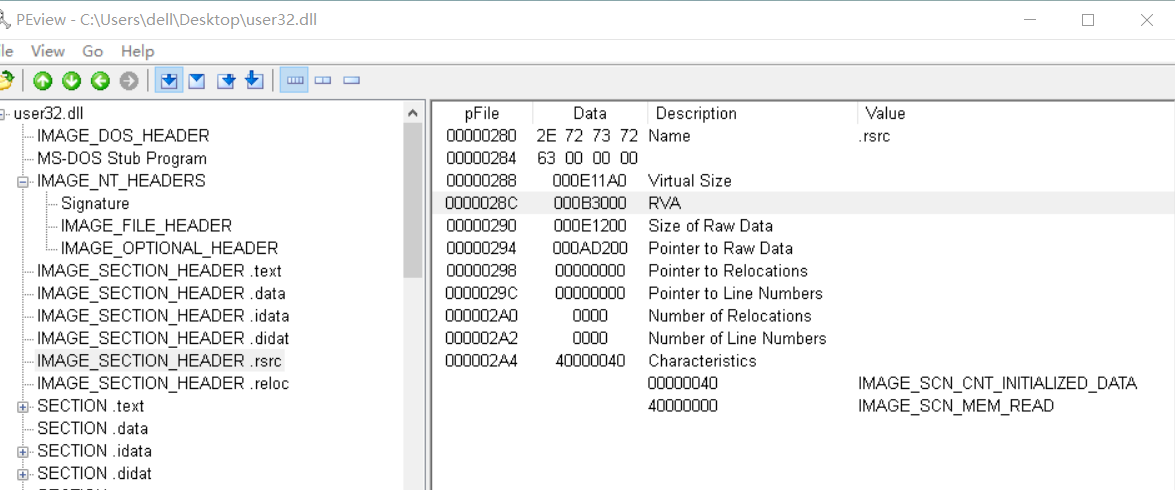 PEview - C:\Users\dell\Desktop\user32.dll
le View Go Help
user32.dll
IMAGE_DOS_HEADER
MS-DOS Stub Program
IMAGE_NT_HEADERS
Signature
IMAGE_FILE_HEADER
IMAGE_OPTIONAL_HEADER
IMAGE_SECTION_HEADER .text
IMAGE_SECTION_HEADER .data
IMAGE_SECTION_HEADER .idata
IMAGE_SECTION_HEADER .didat
IMAGE_SECTION_HEADER .rsrc
IMAGE_SECTION_HEADER .reloc
SECTION .text
SECTION .data
SECTION .idata
SECTION .didat
pFile Data Description Value
00000280 2E 72 73 72 Name .rsrc
00000284 63 00 00 00
00000288 000E11A0 Virtual Size
0000028C 000B3000 RVA
00000290 000E1200 Size of Raw Data
00000294 000AD200 Pointer to Raw Data
00000298 00000000 Pointer to Relocations
0000029C 00000000 Pointer to Line Numbers
000002A0 0000 Number of Relocations
000002A2 0000 Number of Line Numbers
000002A4 40000040 Characteristics
00000040 IMAGE_SCN_CNT_INITIALIZED_DATA
40000000 IMAGE_SCN_MEM_READ